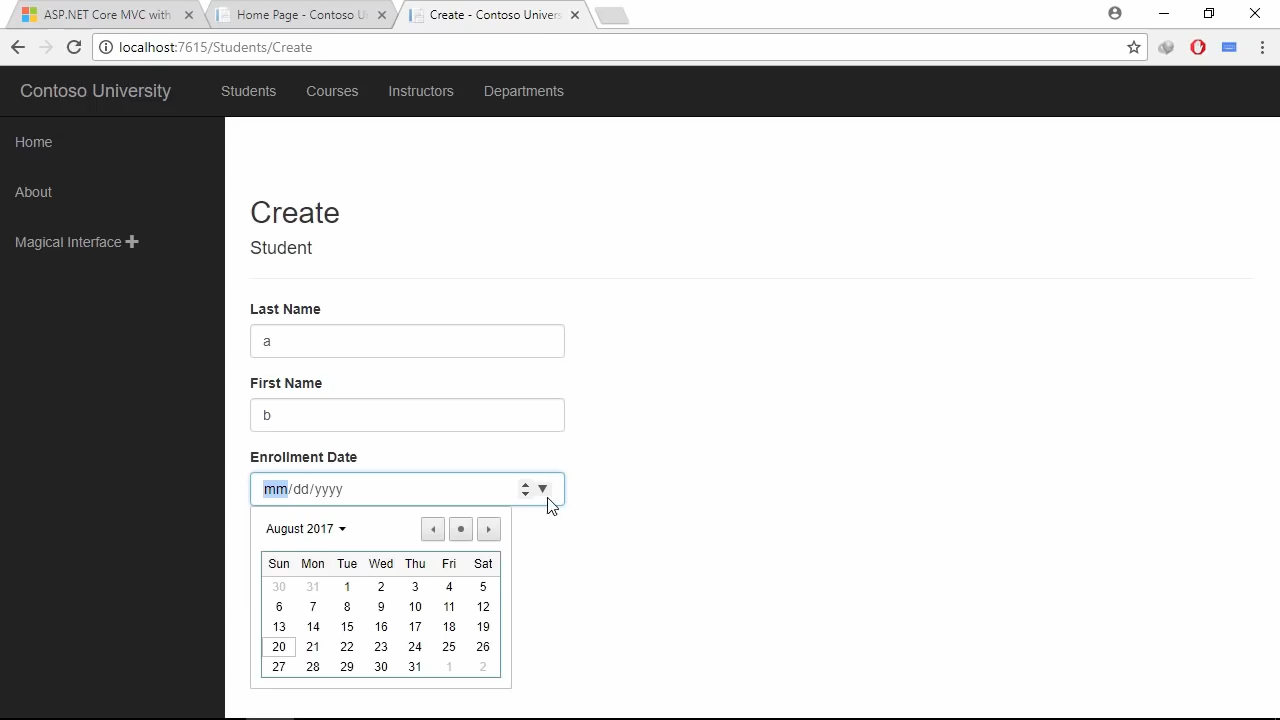 ASP.NET Core MVC with
Home Page - Contoso U
Create - Contoso Univers
localhost:7615/Students/Create
Contoso University Students Courses Instructors Departments
Home
About
Magical Interface
Create
Student
Last Name
a
First Name
b
Enrollment Date
mm/dd/yyyy
August 2017
Sun Mon Tue Wed Thu Fri Sat
30 31 1 2 3 4 5
6 7 8 9 10 11 12
13 14 15 16 17 18 19
20 21 22 23 24 25 26
27 28 29 30 31 1 2